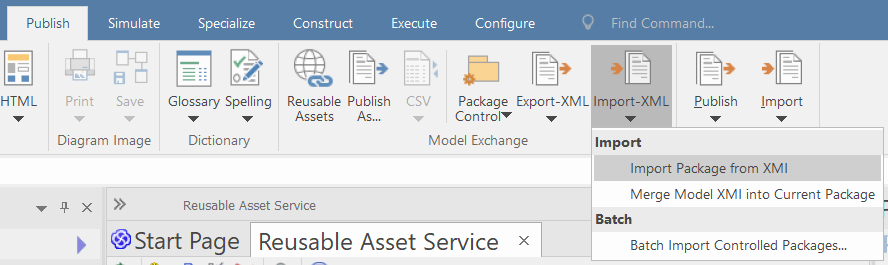 Publish Simulate Specialize Construct Execute Configure Find Command...
HTML Print Save Glossary Spelling Reusable Assets Publish As... CSV Package Control Export-XML Import-XML Publish Import
Diagram Image Dictionary Model Exchange
Import
Import Package from XMI
Merge Model XMI into Current Package
Batch
Batch Import Controlled Packages...
Reusable Asset Service
Start Page Reusable Asset Service